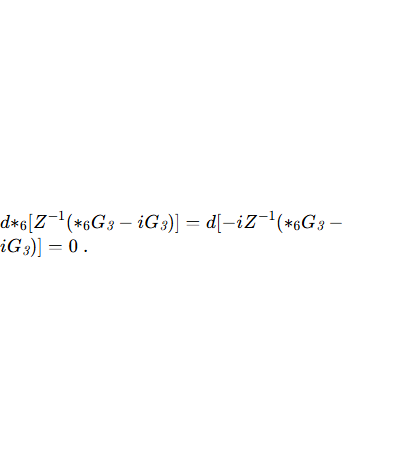 d*₆[Z⁻¹(*₆G₃ − iG₃)] = d[−iZ⁻¹(*₆G₃ −
iG₃)] = 0 .